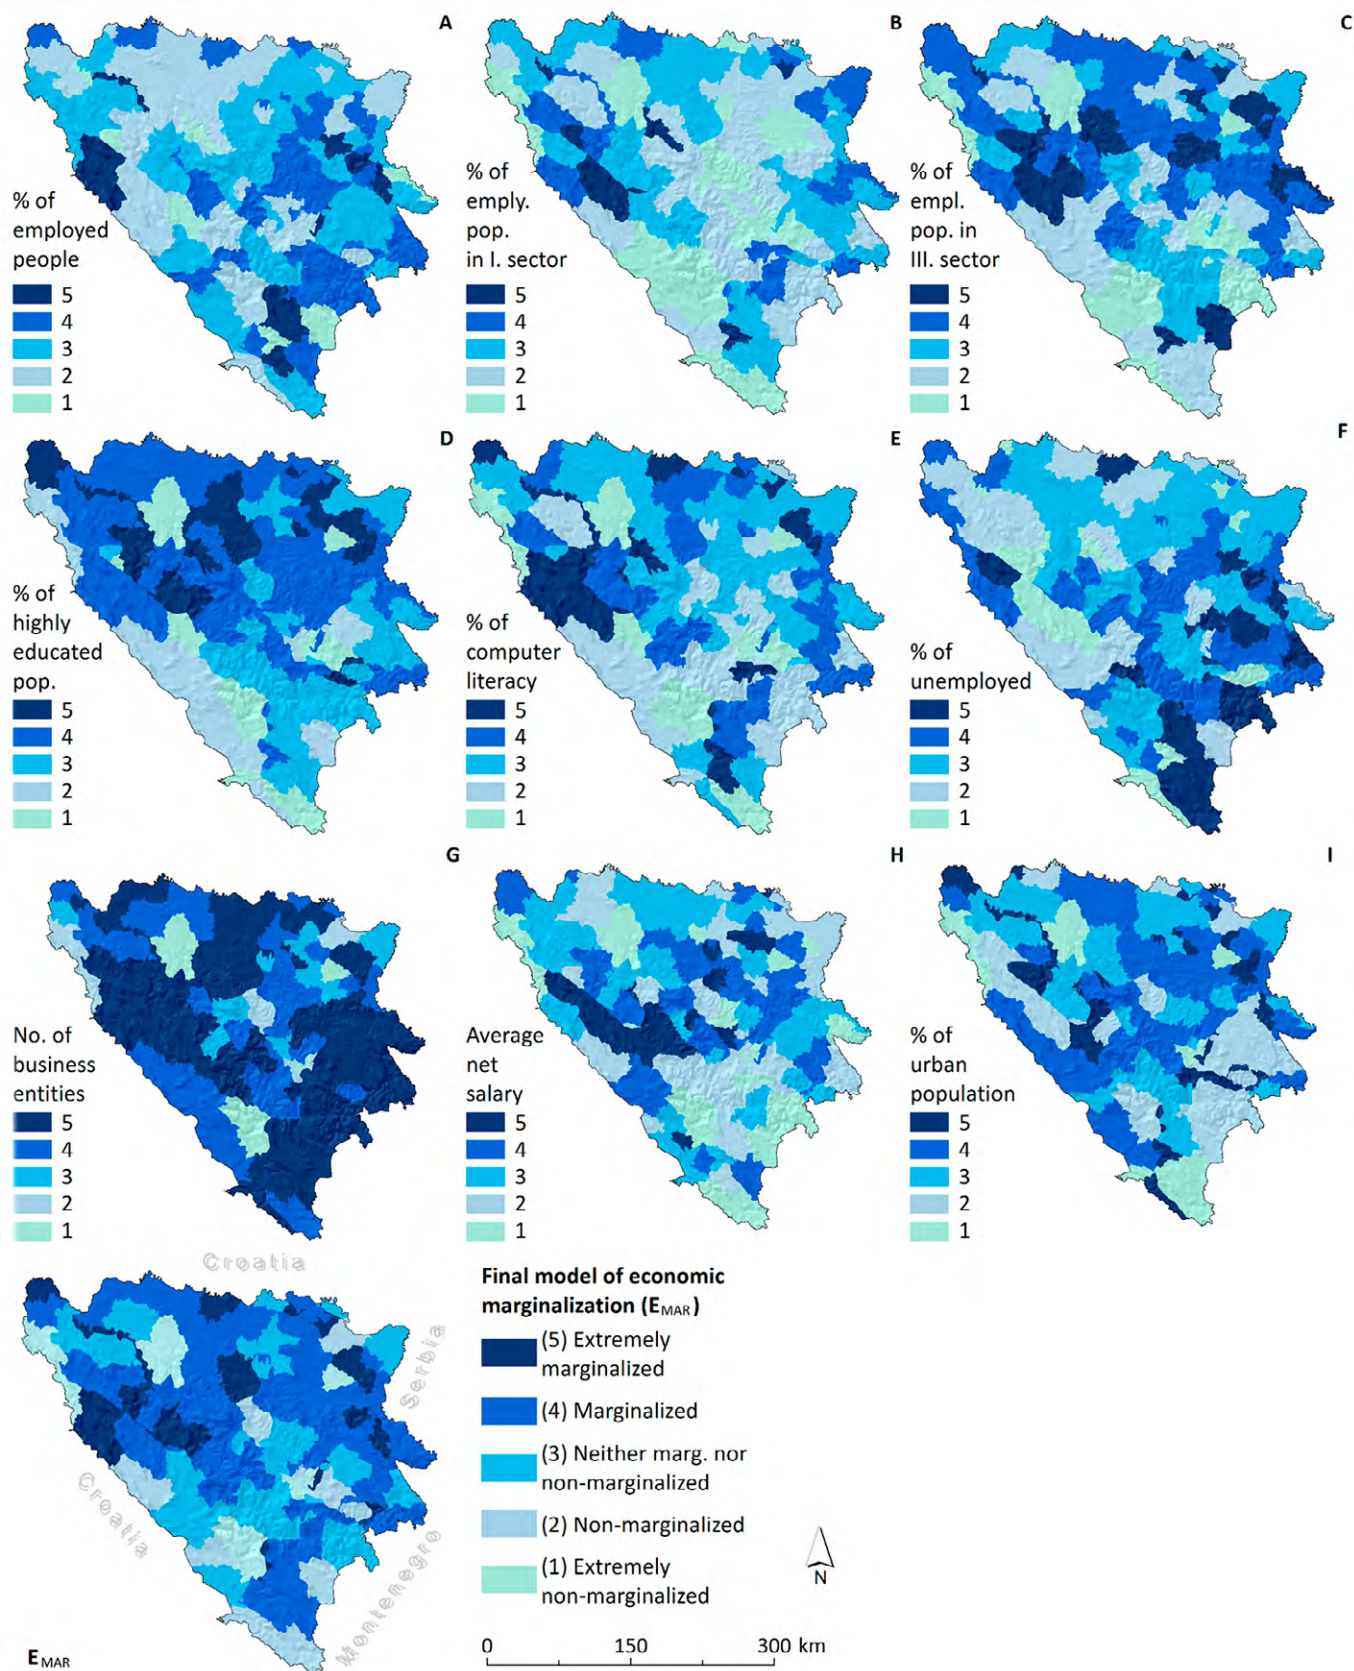 A
% of
employed
people
5
4
3
2
1
B
% of
emply.
pop.
in I. sector
5
4
3
2
1
C
% of
empl.
pop. in
III. sector
5
4
3
2
1
D
% of
highly
educated
pop.
5
4
3
2
1
E
% of
computer
literacy
5
4
3
2
1
F
% of
unemployed
5
4
3
2
1
G
No. of
business
entities
5
4
3
2
1
H
Average
net
salary
5
4
3
2
1
I
% of
urban
population
5
4
3
2
1
Croatia
Serbia
Croatia
Montenegro
EMAR
Final model of economic
marginalization (EMAR)
(5) Extremely
marginalized
(4) Marginalized
(3) Neither marg. nor
non-marginalized
(2) Non-marginalized
(1) Extremely
non-marginalized
N
0 150 300 km